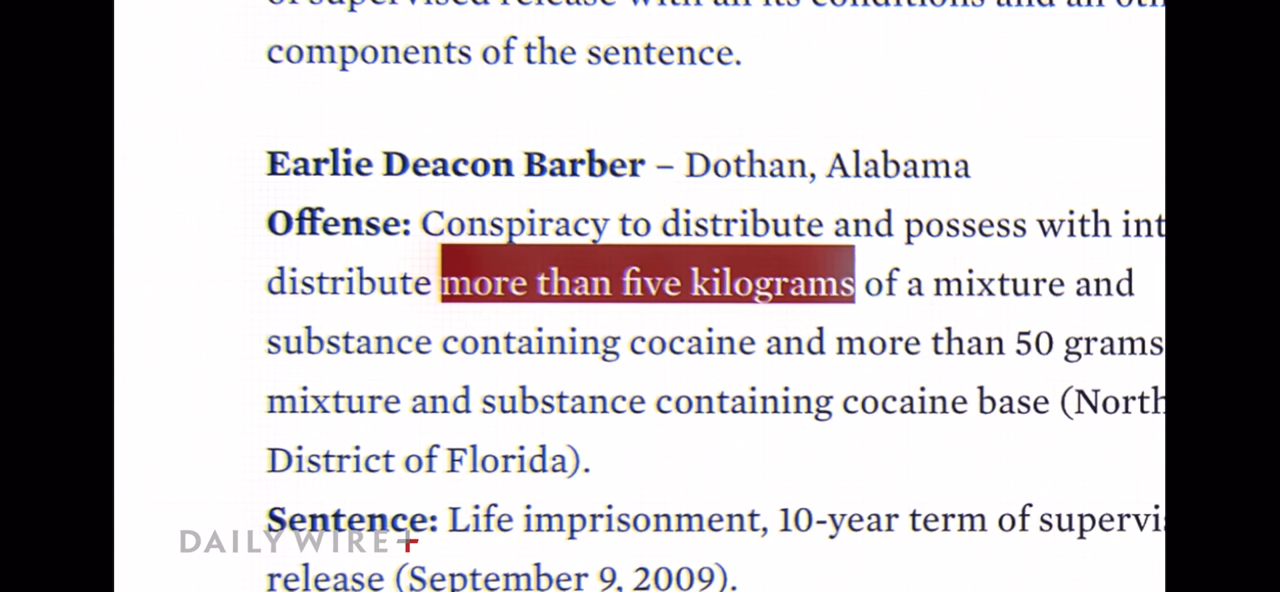 components of the sentence.
Earlie Deacon Barber – Dothan, Alabama
Offense: Conspiracy to distribute and possess with int
distribute more than five kilograms of a mixture and
substance containing cocaine and more than 50 grams
mixture and substance containing cocaine base (North
District of Florida).
Sentence: Life imprisonment, 10-year term of supervi
release (September 9, 2009).
DAILY WIRE+